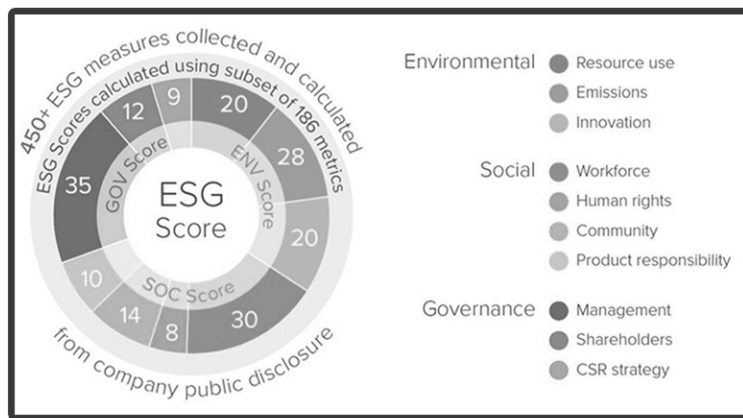 450+ ESG measures collected and calculated
ESG Scores calculated using subset of 186 metrics
from company public disclosure
ESG
Score
ENV Score
SOC Score
GOV Score
20
28
20
30
8
14
10
35
12
9
Environmental
Resource use
Emissions
Innovation
Social
Workforce
Human rights
Community
Product responsibility
Governance
Management
Shareholders
CSR strategy